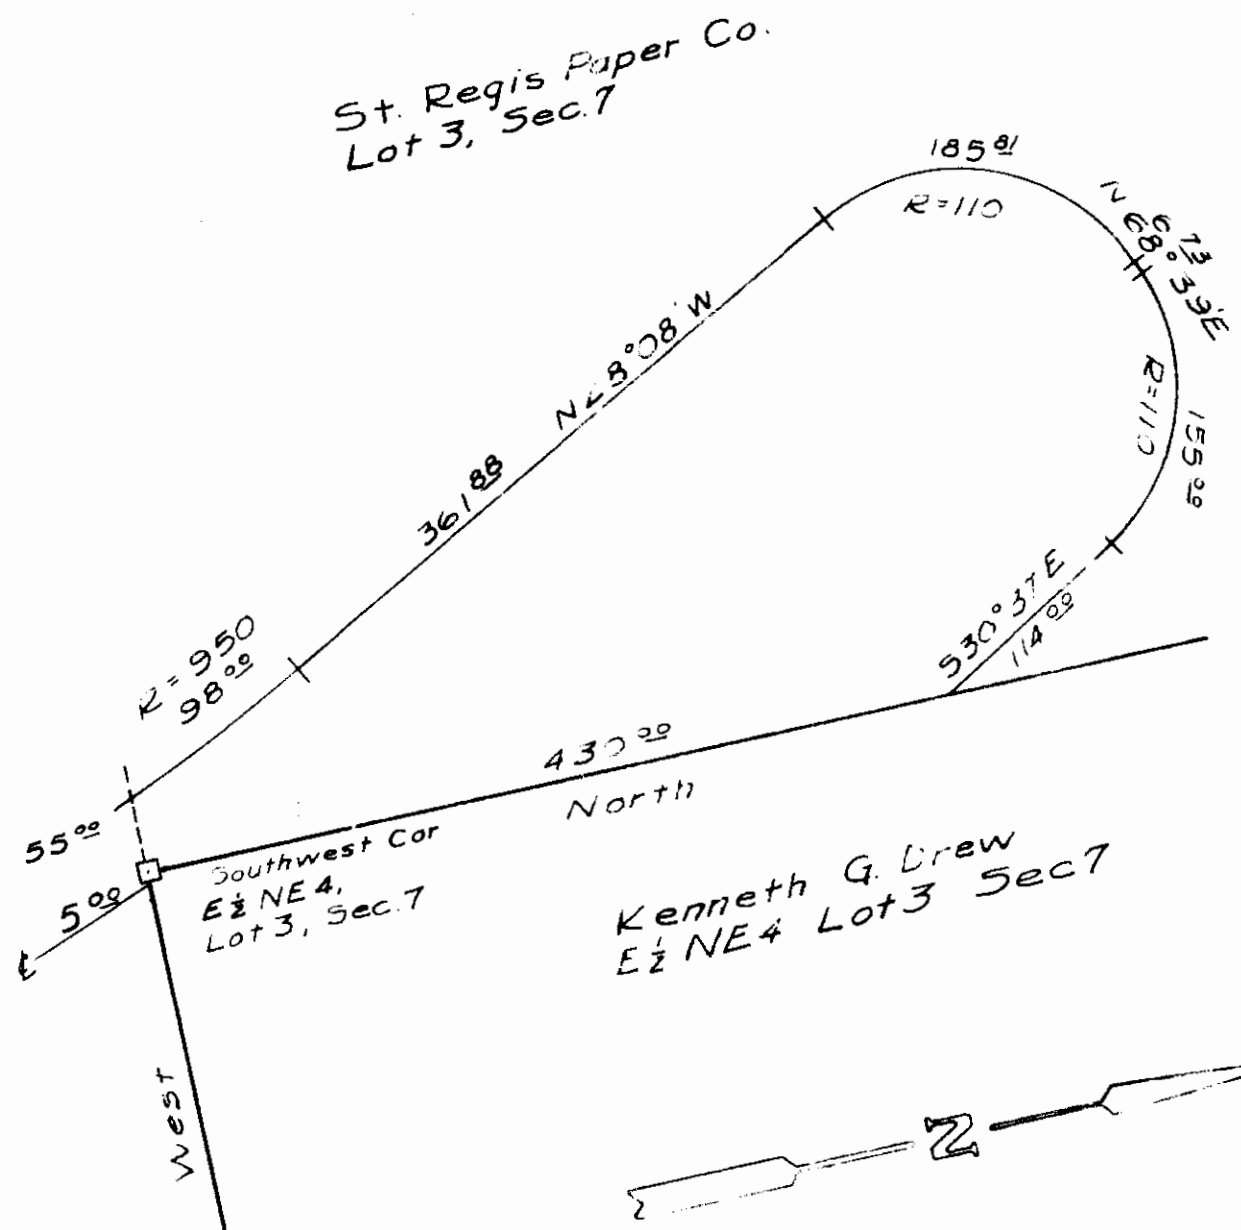 St. Regis Paper Co.
Lot 3, Sec. 7
185 81
R=110
6 73
N 68° 39'E
R=110
155 00
N28°08'W
361 88
S30°37'E
114 00
R=950
98 00
430 00
North
55 00
5 00
Southwest Cor
E½ NE4,
Lot 3, Sec. 7
Kenneth G. Drew
E½ NE4 Lot 3 Sec 7
West
N